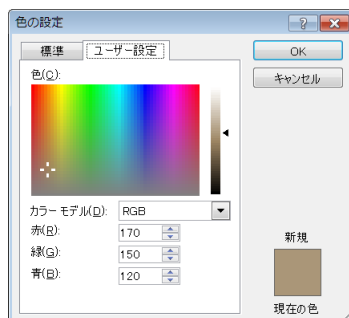 色の設定
標準 ユーザー設定
OK
キャンセル
色(C):
カラー モデル(D): RGB
赤(R): 170
緑(G): 150
青(B): 120
新規
現在の色